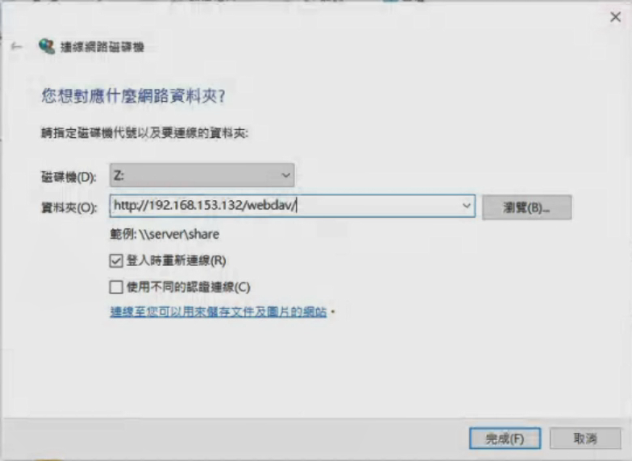 連線網路磁碟機
您想對應什麼網路資料夾?
請指定磁碟機代號以及要連線的資料夾:
磁碟機(D): Z:
資料夾(O): http://192.168.153.132/webdav/ 瀏覽(B)...
範例: \\server\share
登入時重新連線(R)
使用不同的認證連線(C)
連線至您可以用來儲存文件及圖片的網站。
完成(F) 取消